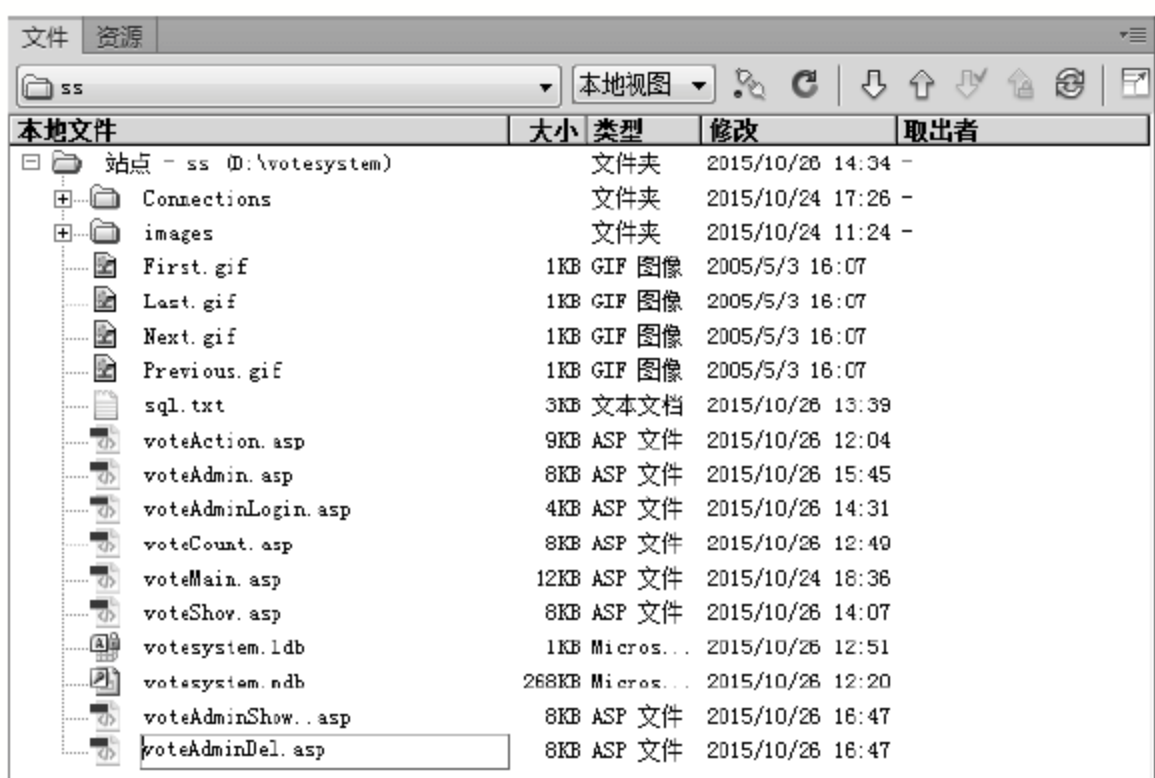 文件 资源
ss 本地视图
本地文件 大小 类型 修改 取出者
站点 - ss (D:\votesystem) 文件夹 2015/10/26 14:34 -
Connections 文件夹 2015/10/24 17:26 -
images 文件夹 2015/10/24 11:24 -
First.gif 1KB GIF 图像 2005/5/3 16:07
Last.gif 1KB GIF 图像 2005/5/3 16:07
Next.gif 1KB GIF 图像 2005/5/3 16:07
Previous.gif 1KB GIF 图像 2005/5/3 16:07
sql.txt 3KB 文本文档 2015/10/26 13:39
voteAction.asp 9KB ASP 文件 2015/10/26 12:04
voteAdmin.asp 8KB ASP 文件 2015/10/26 15:45
voteAdminLogin.asp 4KB ASP 文件 2015/10/26 14:31
voteCount.asp 8KB ASP 文件 2015/10/26 12:49
voteMain.asp 12KB ASP 文件 2015/10/24 18:36
voteShow.asp 8KB ASP 文件 2015/10/26 14:07
votesystem.ldb 1KB Micros... 2015/10/26 12:51
votesystem.mdb 268KB Micros... 2015/10/26 12:20
voteAdminShow..asp 8KB ASP 文件 2015/10/26 16:47
voteAdminDel.asp 8KB ASP 文件 2015/10/26 16:47